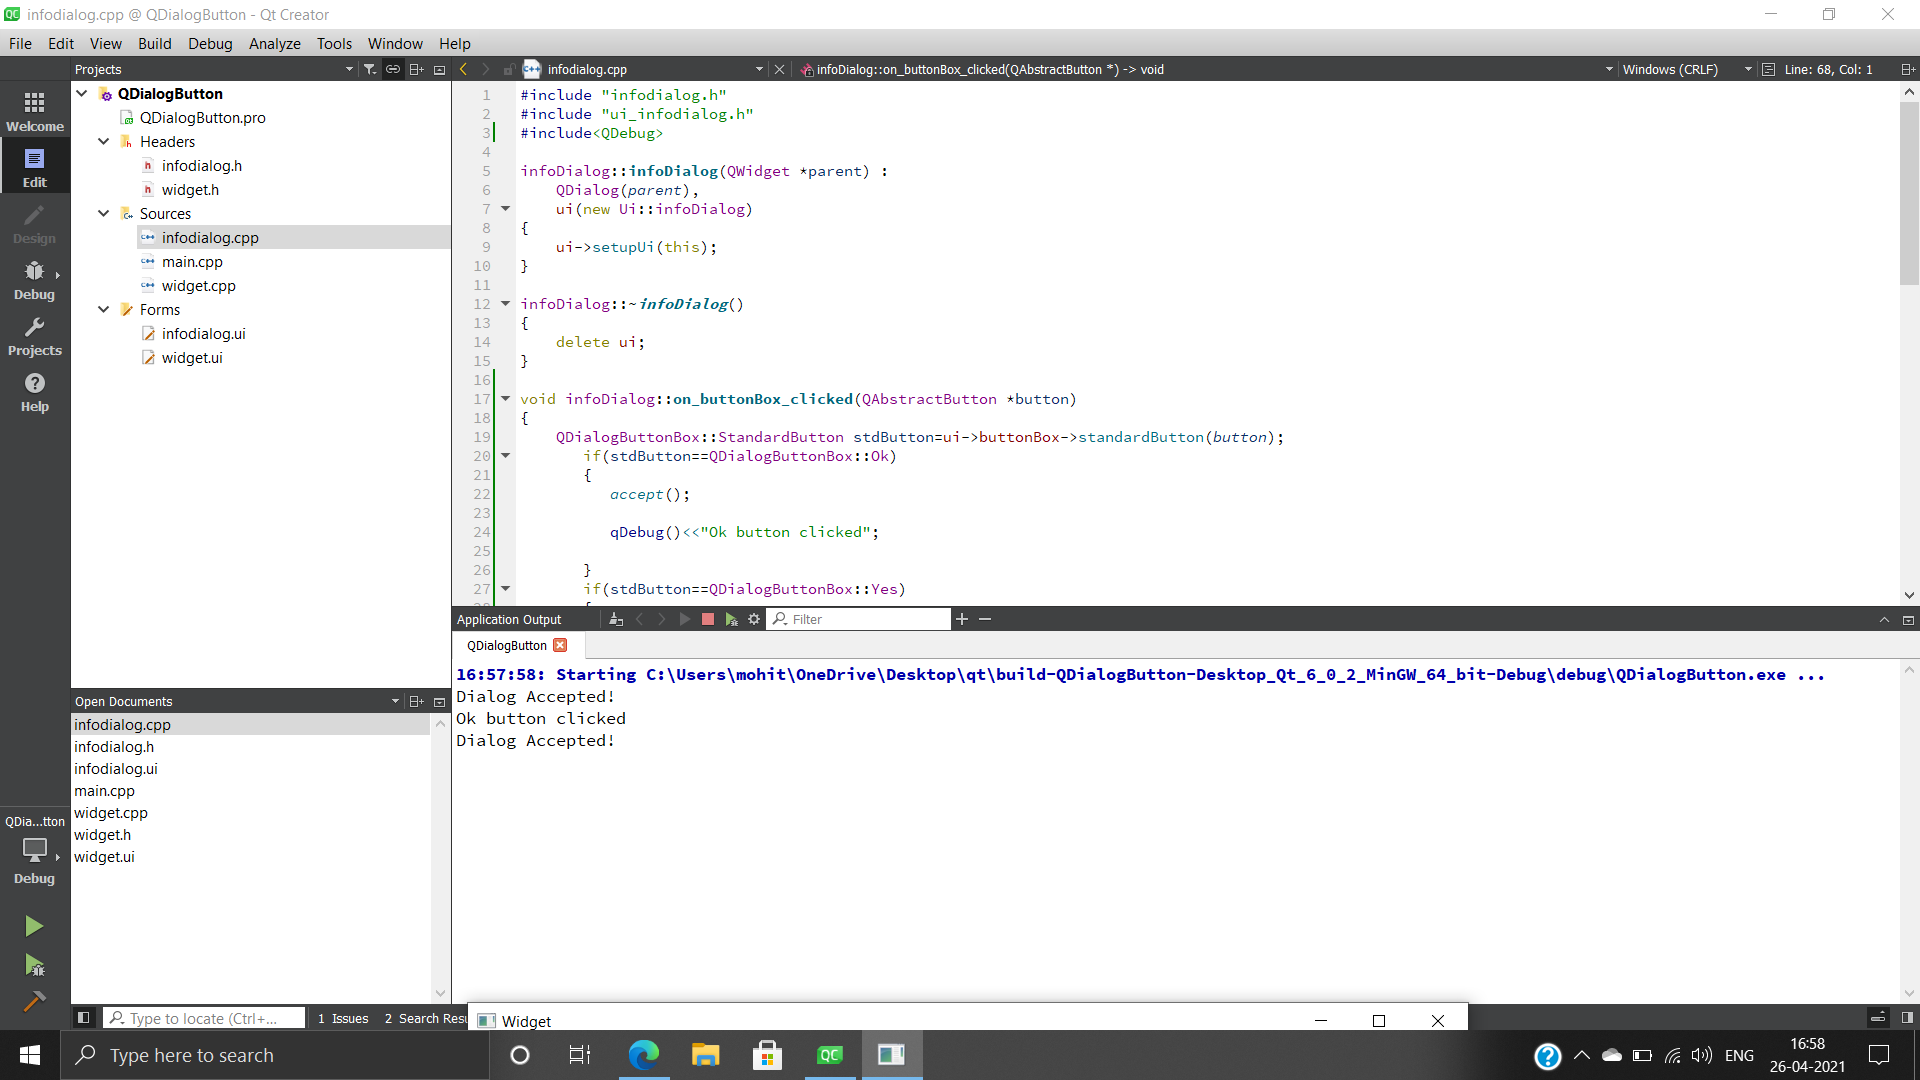 infodialog.cpp @ QDialogButton - Qt Creator
File Edit View Build Debug Analyze Tools Window Help
Projects
infodialog.cpp
infoDialog::on_buttonBox_clicked(QAbstractButton *) -> void
Windows (CRLF)
Line: 68, Col: 1
Welcome
Edit
Design
Debug
Projects
Help
QDialogButton
QDialogButton.pro
Headers
infodialog.h
widget.h
Sources
infodialog.cpp
main.cpp
widget.cpp
Forms
infodialog.ui
widget.ui
1 #include "infodialog.h"
2 #include "ui_infodialog.h"
3 #include<QDebug>
4
5 infoDialog::infoDialog(QWidget *parent) :
6 QDialog(parent),
7 ui(new Ui::infoDialog)
8 {
9 ui->setupUi(this);
10 }
11
12 infoDialog::~infoDialog()
13 {
14 delete ui;
15 }
16
17 void infoDialog::on_buttonBox_clicked(QAbstractButton *button)
18 {
19 QDialogButtonBox::StandardButton stdButton=ui->buttonBox->standardButton(button);
20 if(stdButton==QDialogButtonBox::Ok)
21 {
22 accept();
23
24 qDebug()<<"Ok button clicked";
25
26 }
27 if(stdButton==QDialogButtonBox::Yes)
Application Output
Filter
QDialogButton
16:57:58: Starting C:\Users\mohit\OneDrive\Desktop\qt\build-QDialogButton-Desktop_Qt_6_0_2_MinGW_64_bit-Debug\debug\QDialogButton.exe ...
Dialog Accepted!
Ok button clicked
Dialog Accepted!
Open Documents
infodialog.cpp
infodialog.h
infodialog.ui
main.cpp
widget.cpp
widget.h
widget.ui
QDia...tton
Debug
Type to locate (Ctrl+...
1 Issues
2 Search Resu
Widget
Type here to search
QC
ENG
16:58
26-04-2021